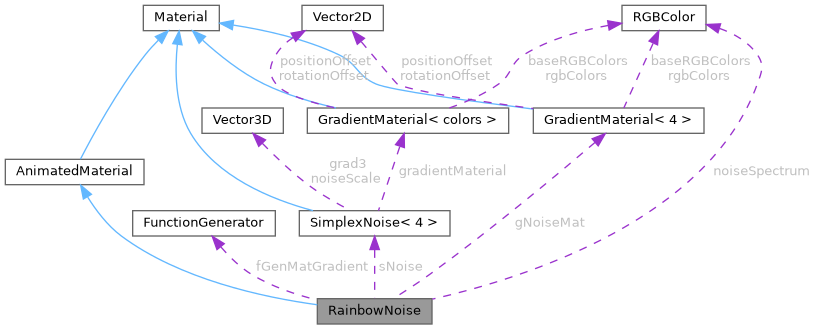 Material
Vector2D
RGBColor
positionOffset
rotationOffset
positionOffset
rotationOffset
baseRGBColors
rgbColors
baseRGBColors
rgbColors
Vector3D
GradientMaterial< colors >
GradientMaterial< 4 >
AnimatedMaterial
grad3
noiseScale
gradientMaterial
noiseSpectrum
FunctionGenerator
SimplexNoise< 4 >
gNoiseMat
fGenMatGradient
sNoise
RainbowNoise